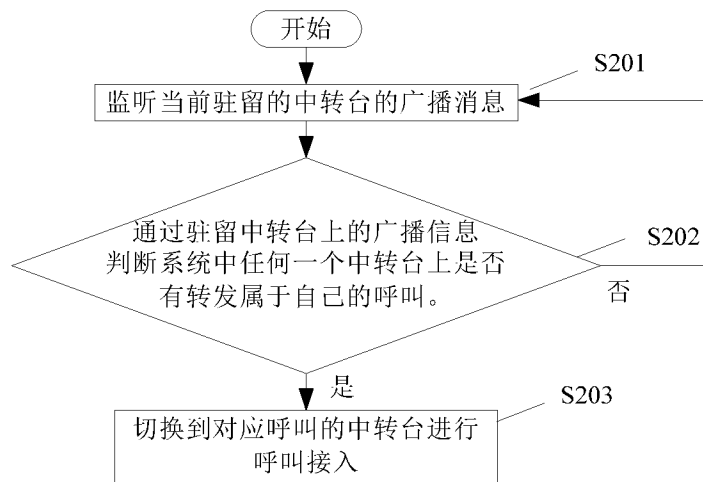 开始
S201
监听当前驻留的中转台的广播消息
通过驻留中转台上的广播信息
判断系统中任何一个中转台上是否
有转发属于自己的呼叫。
S202
否
是
S203
切换到对应呼叫的中转台进行
呼叫接入